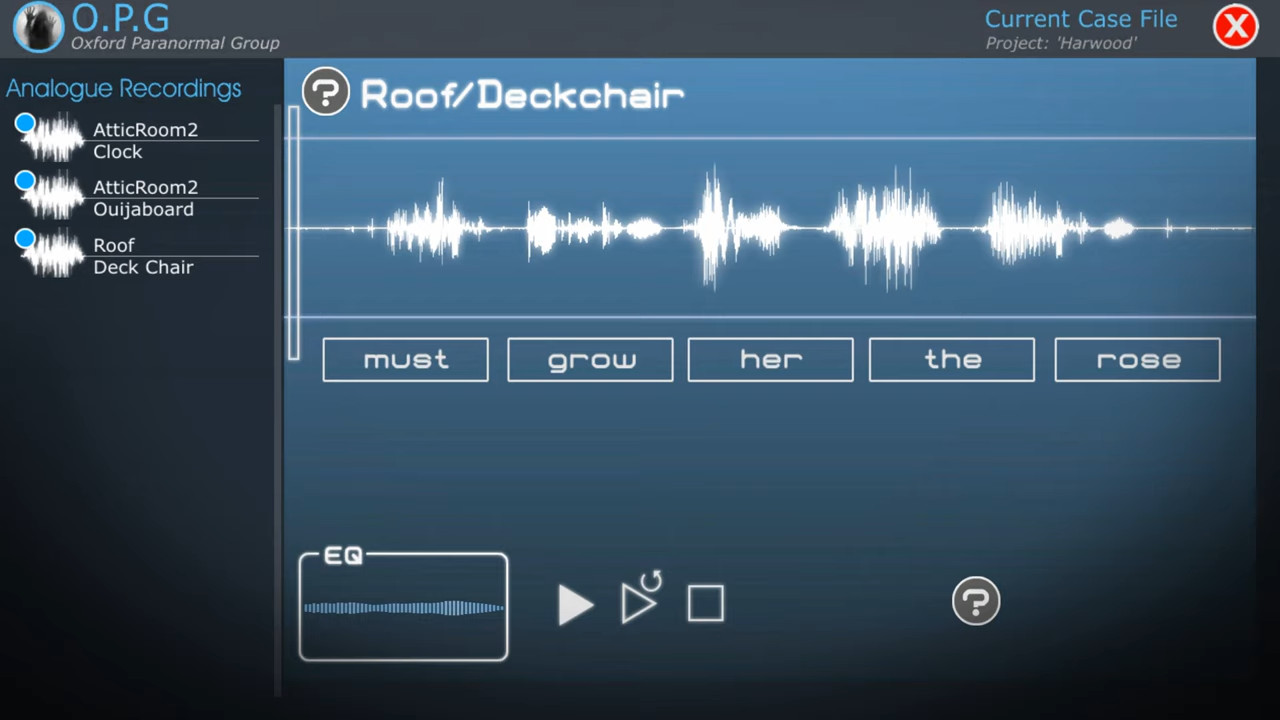 O.P.G
Oxford Paranormal Group
Current Case File
Project: 'Harwood'
X
Analogue Recordings
AtticRoom2
Clock
AtticRoom2
Ouijaboard
Roof
Deck Chair
? Roof/Deckchair
must grow her the rose
EQ
?